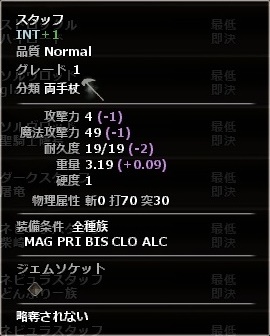 スタッフ
INT+1
品質 Normal
グレード 1
分類 両手杖
攻撃力 4 (-1)
魔法攻撃力 49 (-1)
耐久度 19/19 (-2)
重量 3.19 (+0.09)
硬度 1
物理属性 斬0 打70 突30
装備条件 全種族
MAG PRI BIS CLO ALC
ジェムソケット
略奪されない